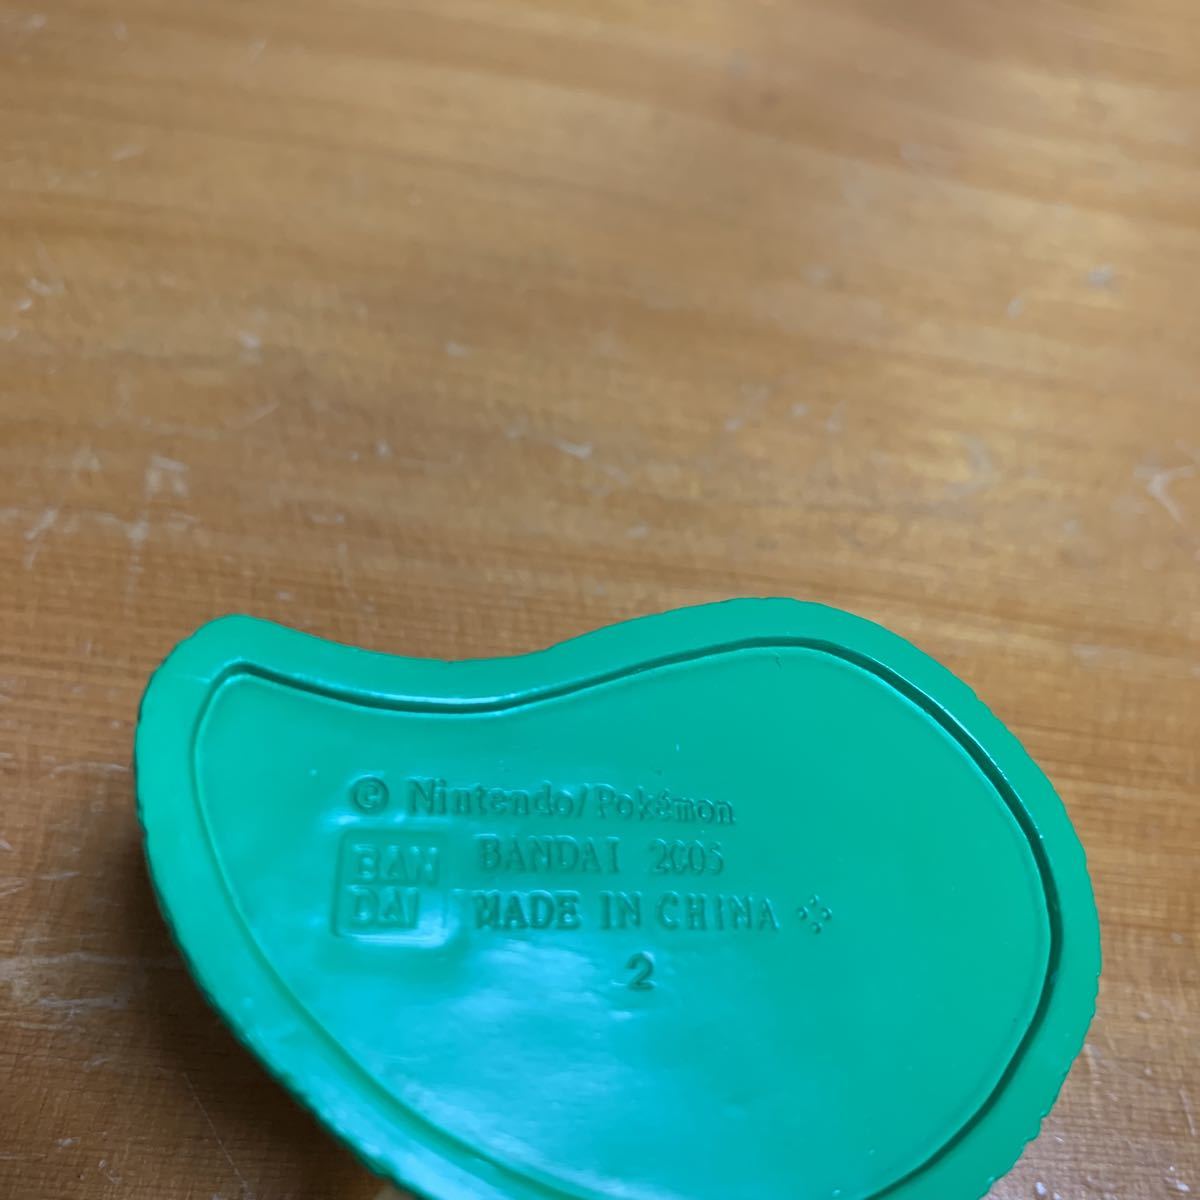 © Nintendo/Pokémon
BAN
DAI
BANDAI 2005
MADE IN CHINA
2